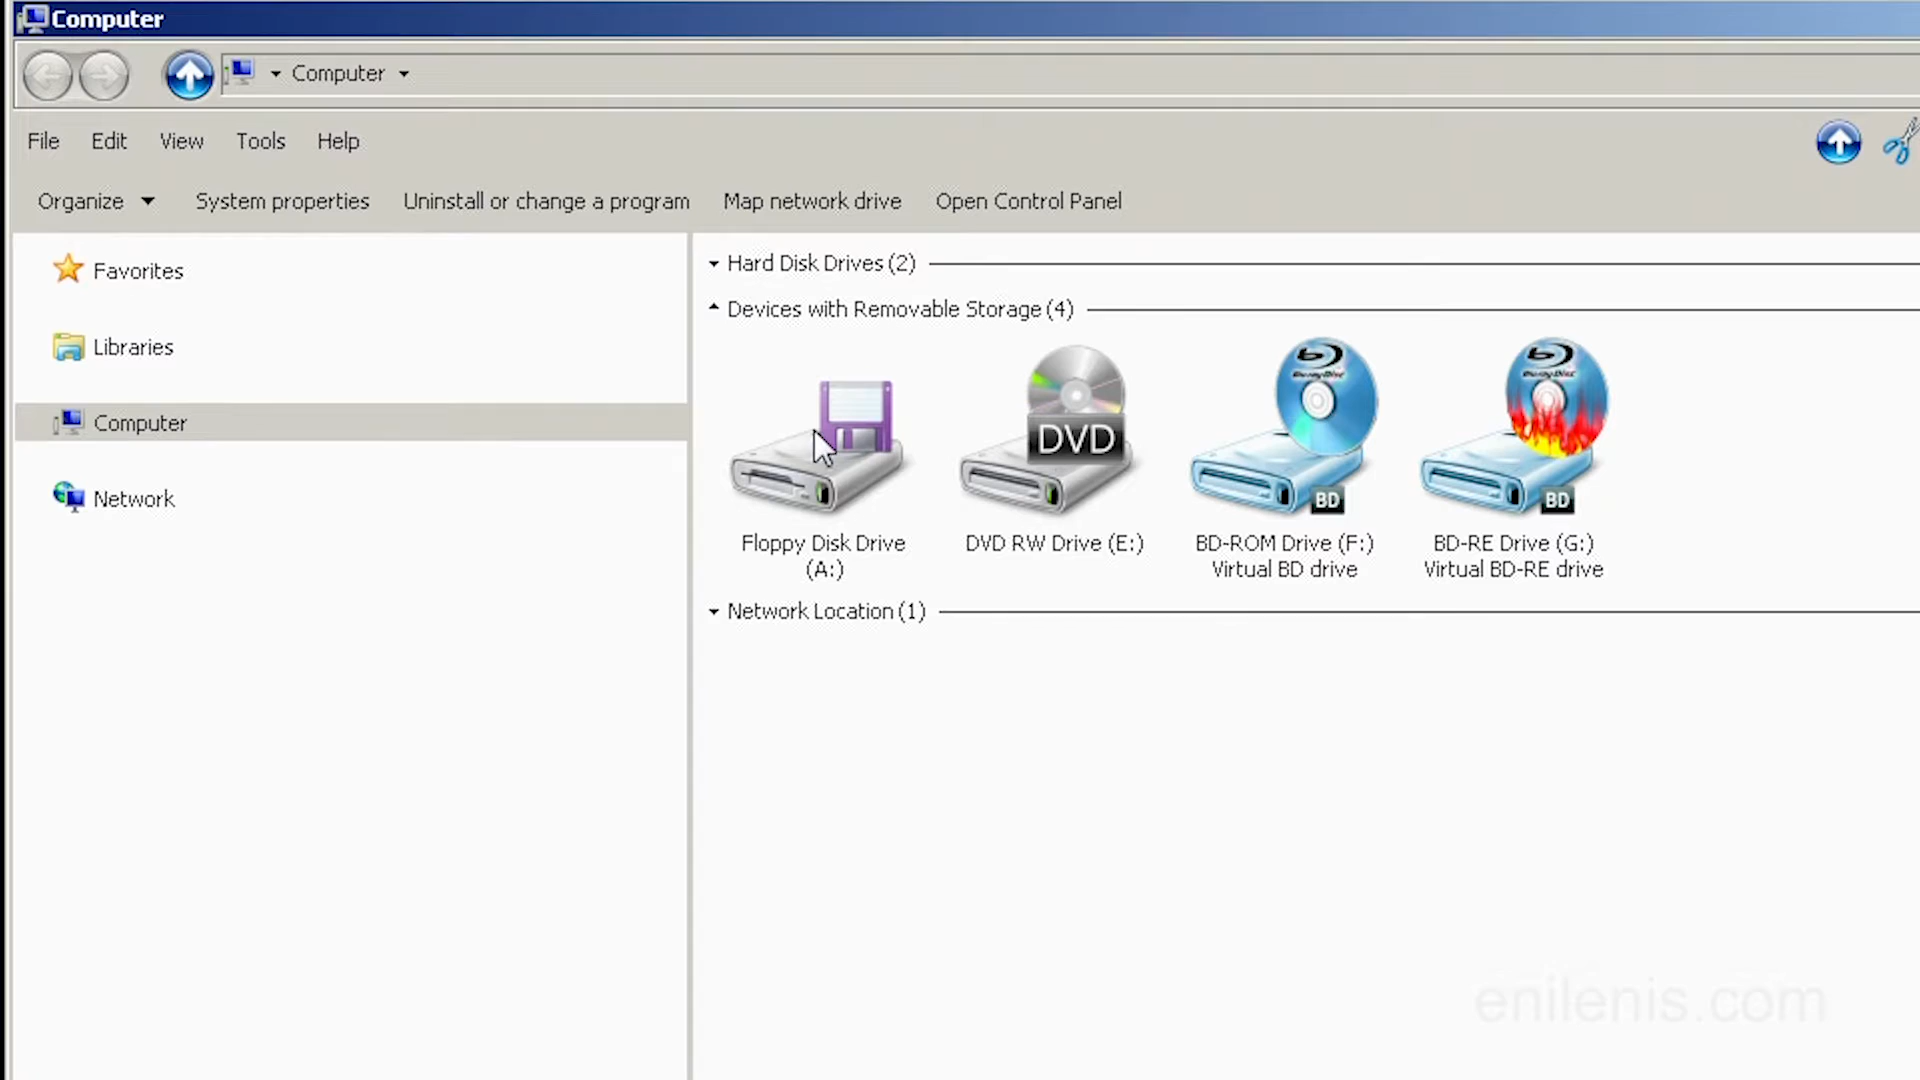 Computer
Computer
File Edit View Tools Help
Organize System properties Uninstall or change a program Map network drive Open Control Panel
Favorites
Libraries
Computer
Network
Hard Disk Drives (2)
Devices with Removable Storage (4)
DVD
BD
BD
Floppy Disk Drive
(A:)
DVD RW Drive (E:)
BD-ROM Drive (F:)
Virtual BD drive
BD-RE Drive (G:)
Virtual BD-RE drive
Network Location (1)
enilenis.com